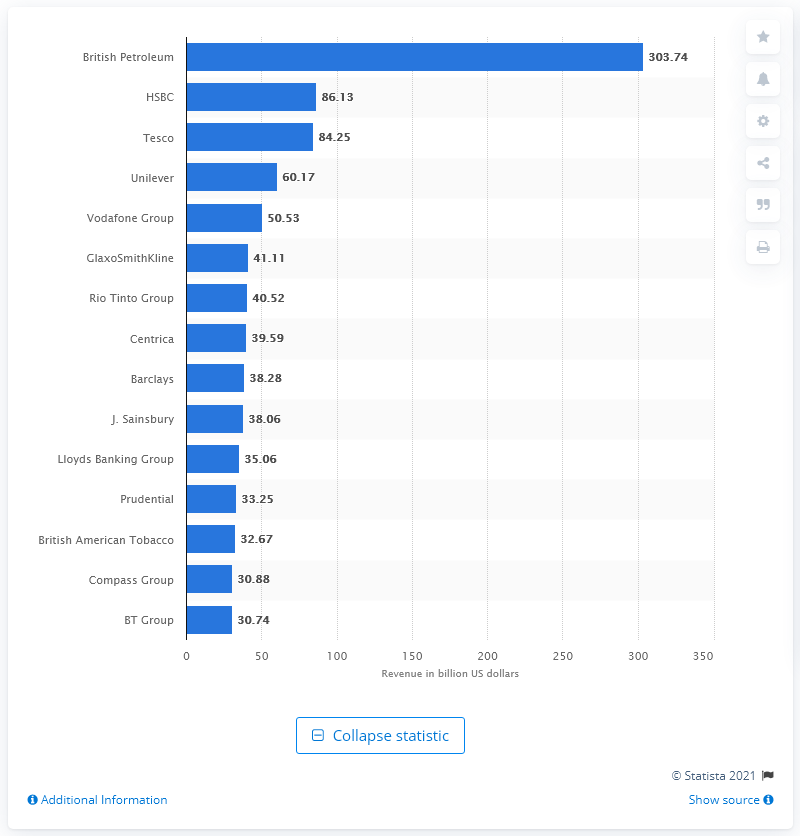 British Petroleum 303.74
HSBC 86.13
Tesco 84.25
Unilever 60.17
Vodafone Group 50.53
GlaxoSmithKline 41.11
Rio Tinto Group 40.52
Centrica 39.59
Barclays 38.28
J. Sainsbury 38.06
Lloyds Banking Group 35.06
Prudential 33.25
British American Tobacco 32.67
Compass Group 30.88
BT Group 30.74
0 50 100 150 200 250 300 350
Revenue in billion US dollars
Collapse statistic
© Statista 2021
Additional Information Show source